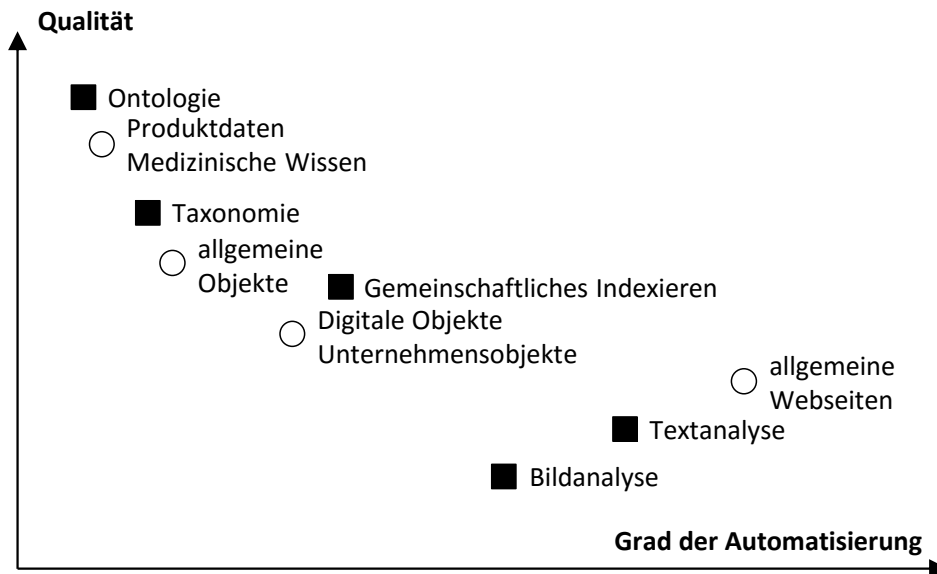 Qualität
Ontologie
Produktdaten
Medizinische Wissen
Taxonomie
allgemeine
Objekte
Gemeinschaftliches Indexieren
Digitale Objekte
Unternehmensobjekte
allgemeine
Webseiten
Textanalyse
Bildanalyse
Grad der Automatisierung